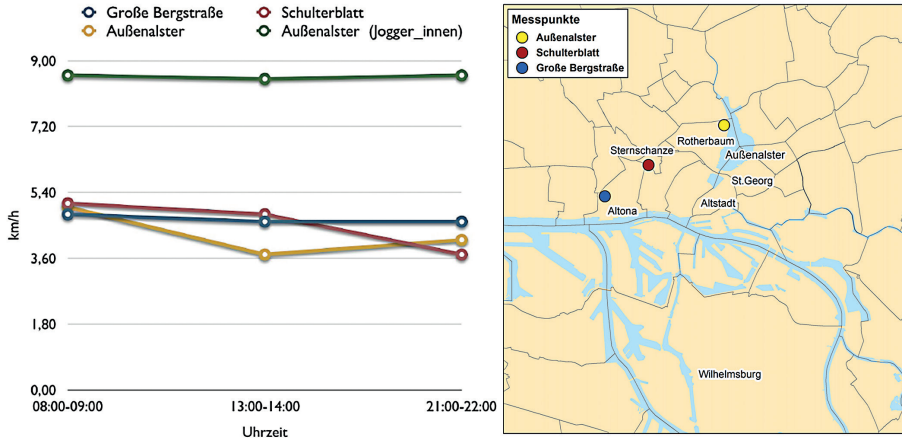 Große Bergstraße
Schulterblatt
Außenalster
Außenalster (Jogger_innen)
9,00
7,20
5,40
3,60
1,80
0,00
km/h
08:00-09:00
13:00-14:00
21:00-22:00
Uhrzeit
Messpunkte
Außenalster
Schulterblatt
Große Bergstraße
Rotherbaum
Sternschanze
Außenalster
St.Georg
Altona
Altstadt
Wilhelmsburg